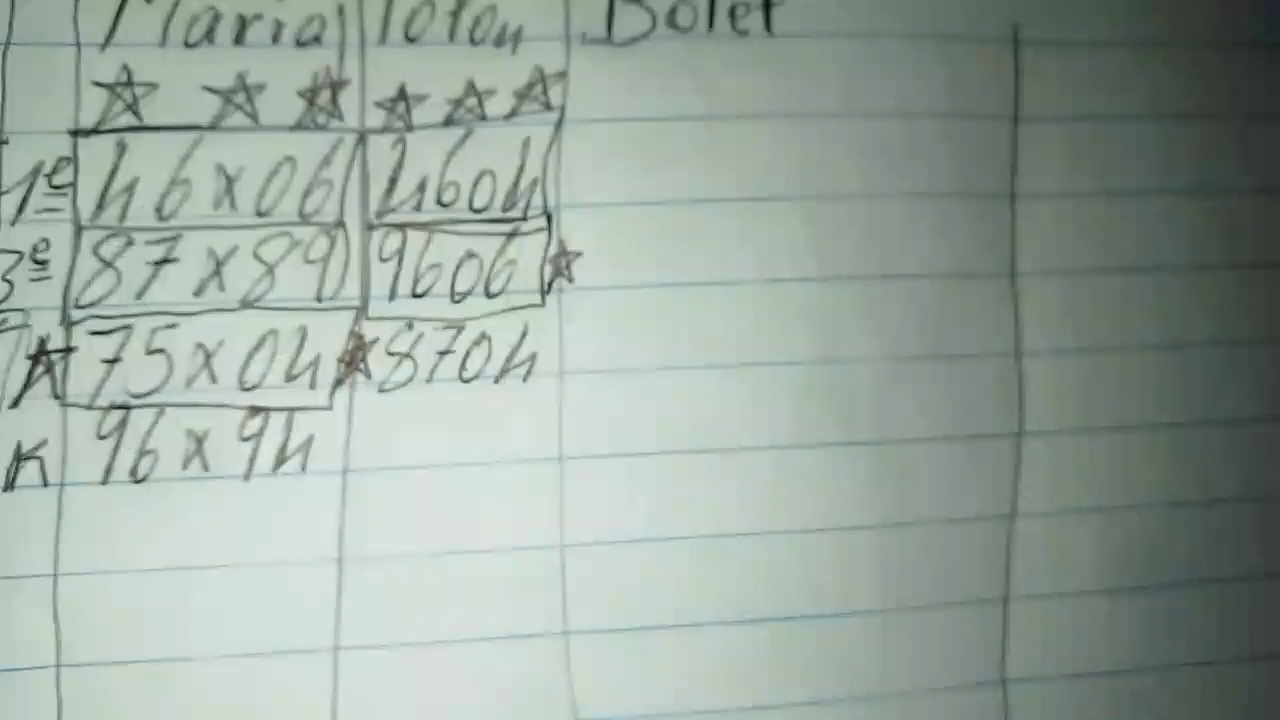 Maria Toton Bolet
1e 46x06 4604
3e 87x89 9606
75x04 8704
K 96x94